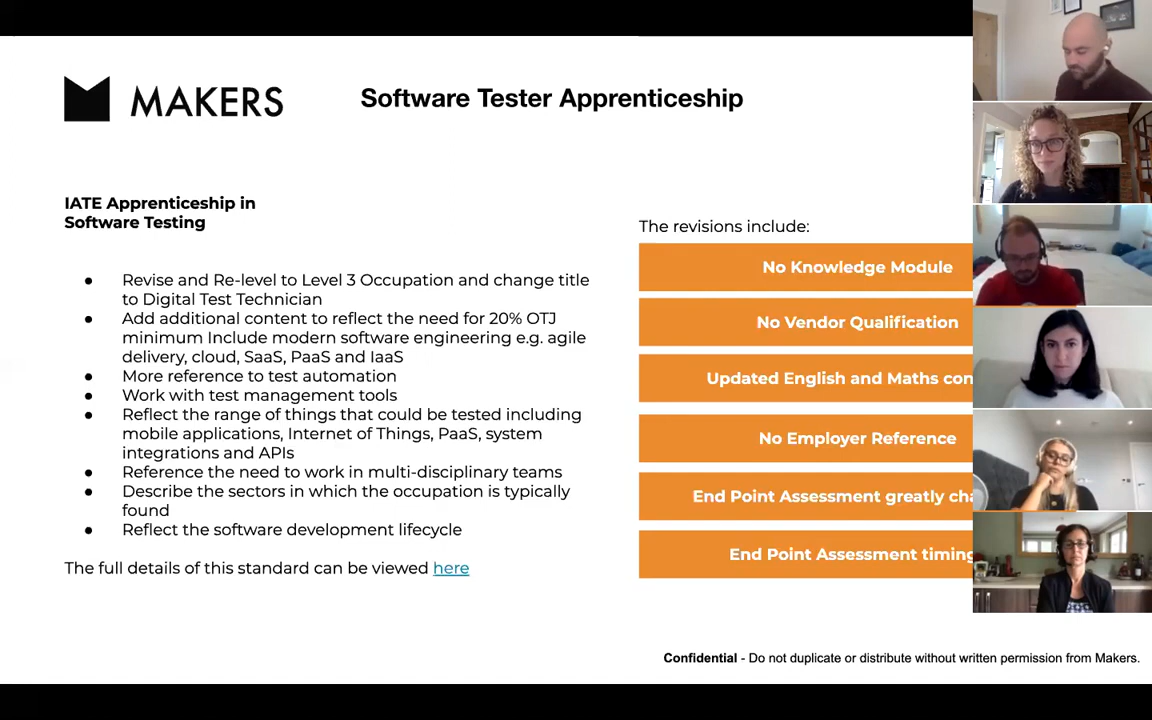 MAKERS
Software Tester Apprenticeship
IATE Apprenticeship in
Software Testing
● Revise and Re-level to Level 3 Occupation and change title
to Digital Test Technician
● Add additional content to reflect the need for 20% OTJ
minimum Include modern software engineering e.g. agile
delivery, cloud, SaaS, PaaS and IaaS
● More reference to test automation
● Work with test management tools
● Reflect the range of things that could be tested including
mobile applications, Internet of Things, PaaS, system
integrations and APIs
● Reference the need to work in multi-disciplinary teams
● Describe the sectors in which the occupation is typically
found
● Reflect the software development lifecycle
The full details of this standard can be viewed here
The revisions include:
No Knowledge Module
No Vendor Qualification
Updated English and Maths
No Employer Reference
End Point Assessment greatly
End Point Assessment timing
Confidential - Do not duplicate or distribute without written permission from Makers.